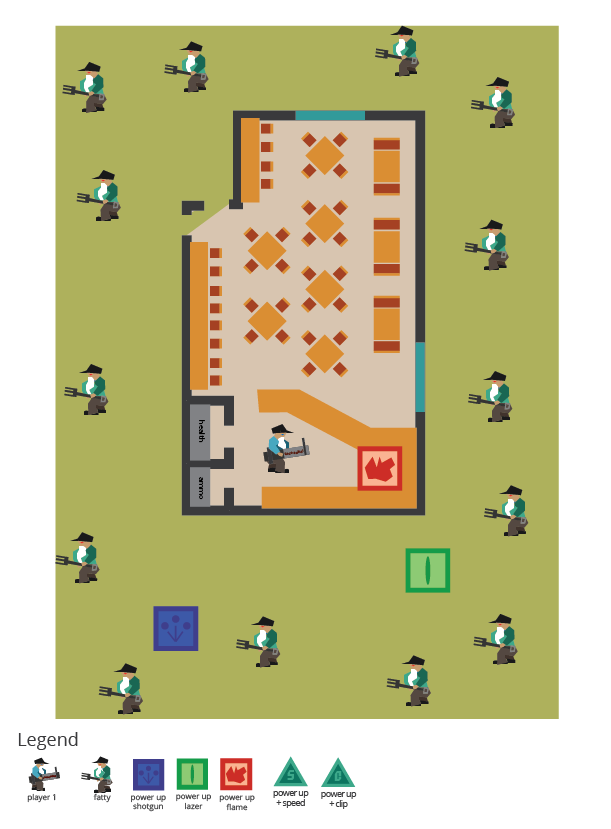 health
ammo
Legend
player 1
fatty
power up
shotgun
power up
lazer
power up
flame
S
power up
+ speed
C
power up
+ clip